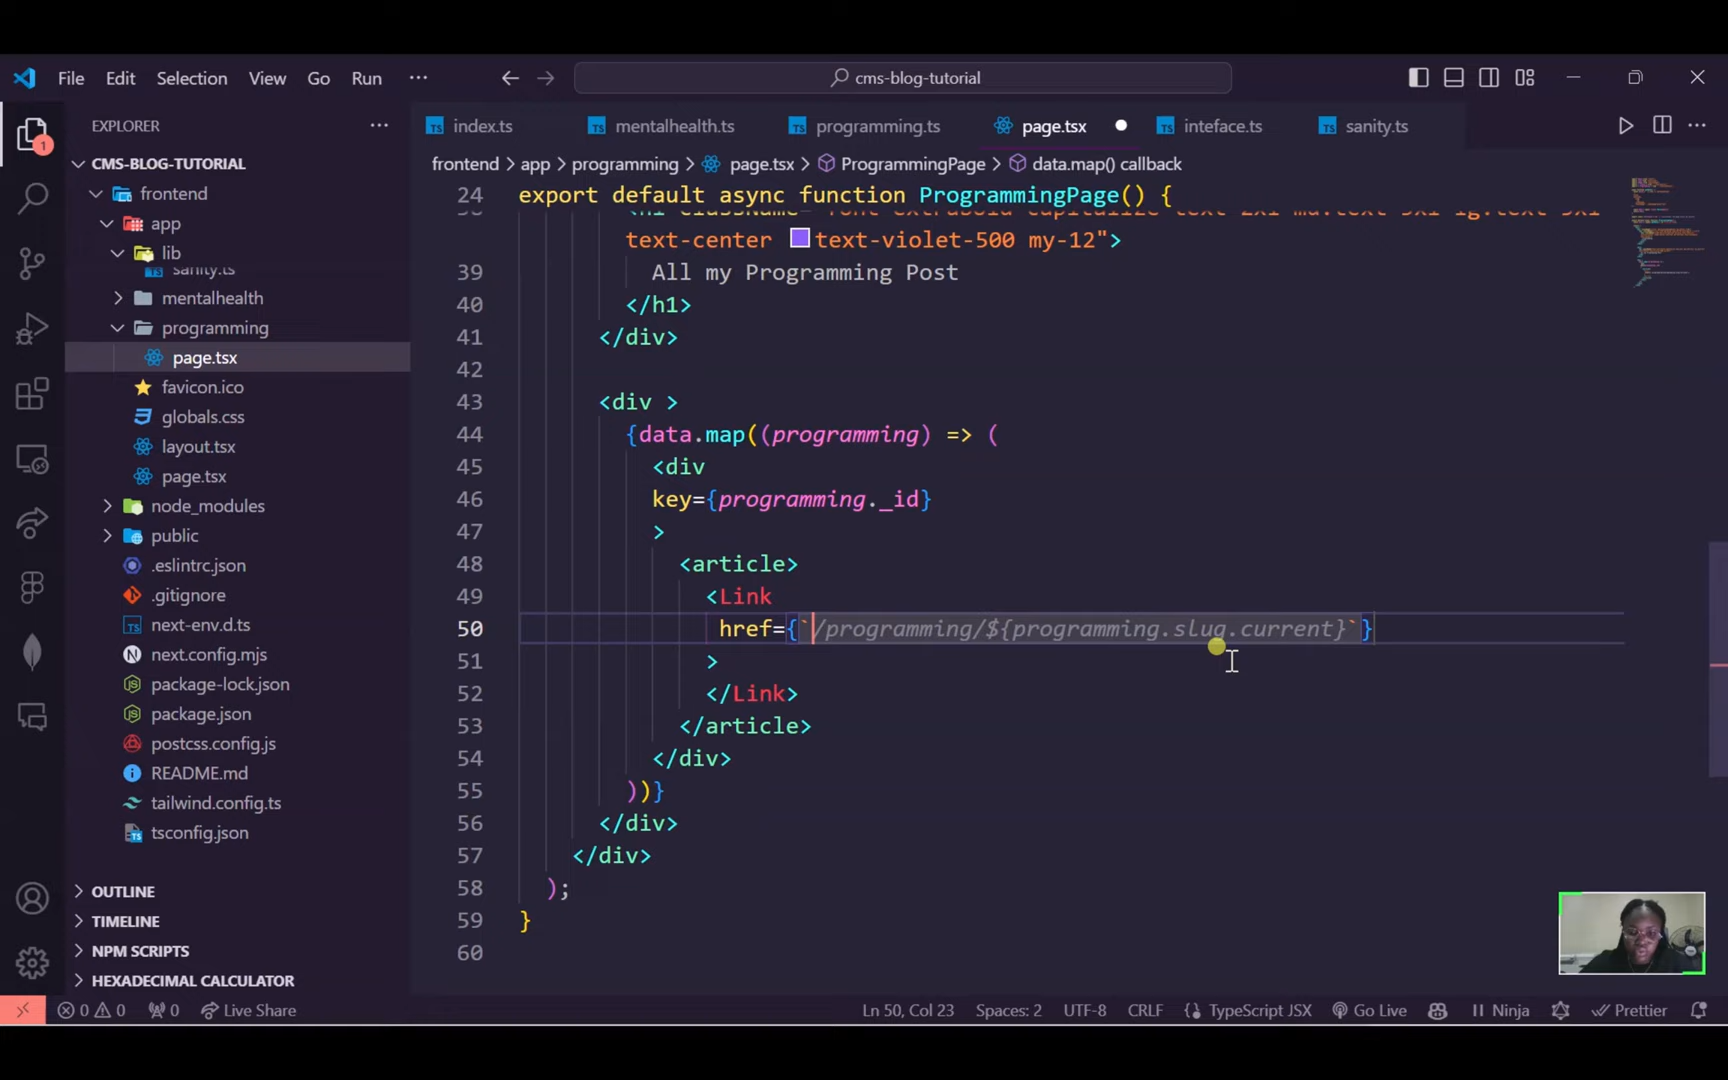 File Edit Selection View Go Run ··· cms-blog-tutorial
EXPLORER ···
CMS-BLOG-TUTORIAL
frontend
app
lib
sanity.ts
mentalhealth
programming
page.tsx
favicon.ico
globals.css
layout.tsx
page.tsx
node_modules
public
.eslintrc.json
.gitignore
next-env.d.ts
next.config.mjs
package-lock.json
package.json
postcss.config.js
README.md
tailwind.config.ts
tsconfig.json
OUTLINE
TIMELINE
NPM SCRIPTS
HEXADECIMAL CALCULATOR
index.ts mentalhealth.ts programming.ts page.tsx inteface.ts sanity.ts
frontend > app > programming > page.tsx > ProgrammingPage > data.map() callback
24 export default async function ProgrammingPage() {
text-center text-violet-500 my-12">
39 All my Programming Post
40 </h1>
41 </div>
42
43 <div >
44 {data.map((programming) => (
45 <div
46 key={programming._id}
47 >
48 <article>
49 <Link
50 href={`/programming/${programming.slug.current}`}
51 >
52 </Link>
53 </article>
54 </div>
55 ))}
56 </div>
57 </div>
58 );
59 }
60
1
0 0 0 Live Share Ln 50, Col 23 Spaces: 2 UTF-8 CRLF TypeScript JSX Go Live Ninja Prettier